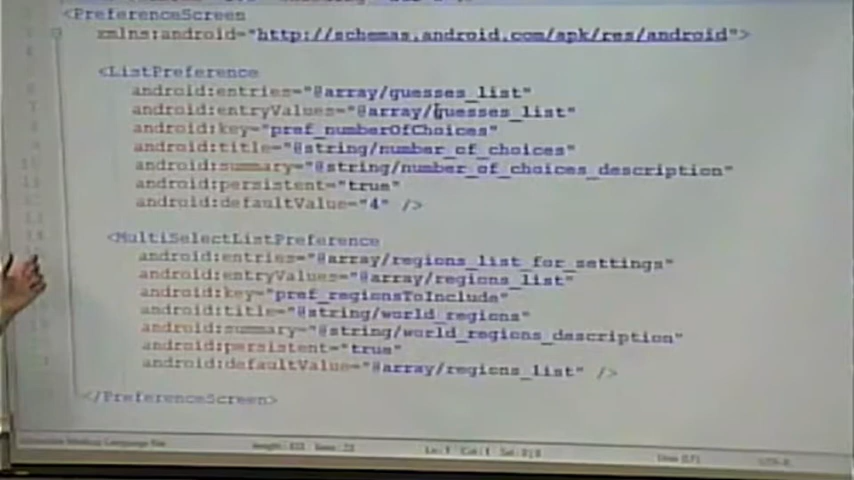 <PreferenceScreen
xmlns:android="http://schemas.android.com/apk/res/android">
<ListPreference
android:entries="@array/guesses_list"
android:entryValues="@array/guesses_list"
android:key="pref_numberOfChoices"
android:title="@string/number_of_choices"
android:summary="@string/number_of_choices_description"
android:persistent="true"
android:defaultValue="4" />
<MultiSelectListPreference
android:entries="@array/regions_list_for_settings"
android:entryValues="@array/regions_list"
android:key="pref_regionsToInclude"
android:title="@string/world_regions"
android:summary="@string/world_regions_description"
android:persistent="true"
android:defaultValue="@array/regions_list" />
</PreferenceScreen>